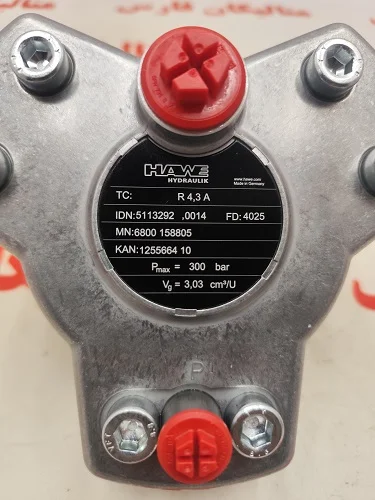 HAWE
HYDRAULIK
www.hawe.com
Made in Germany
TC: R 4,3 A
IDN:5113292 ,0014 FD: 4025
MN:6800 158805
KAN:1255664 10
Pmax = 300 bar
Vg = 3,03 cm³/U
P